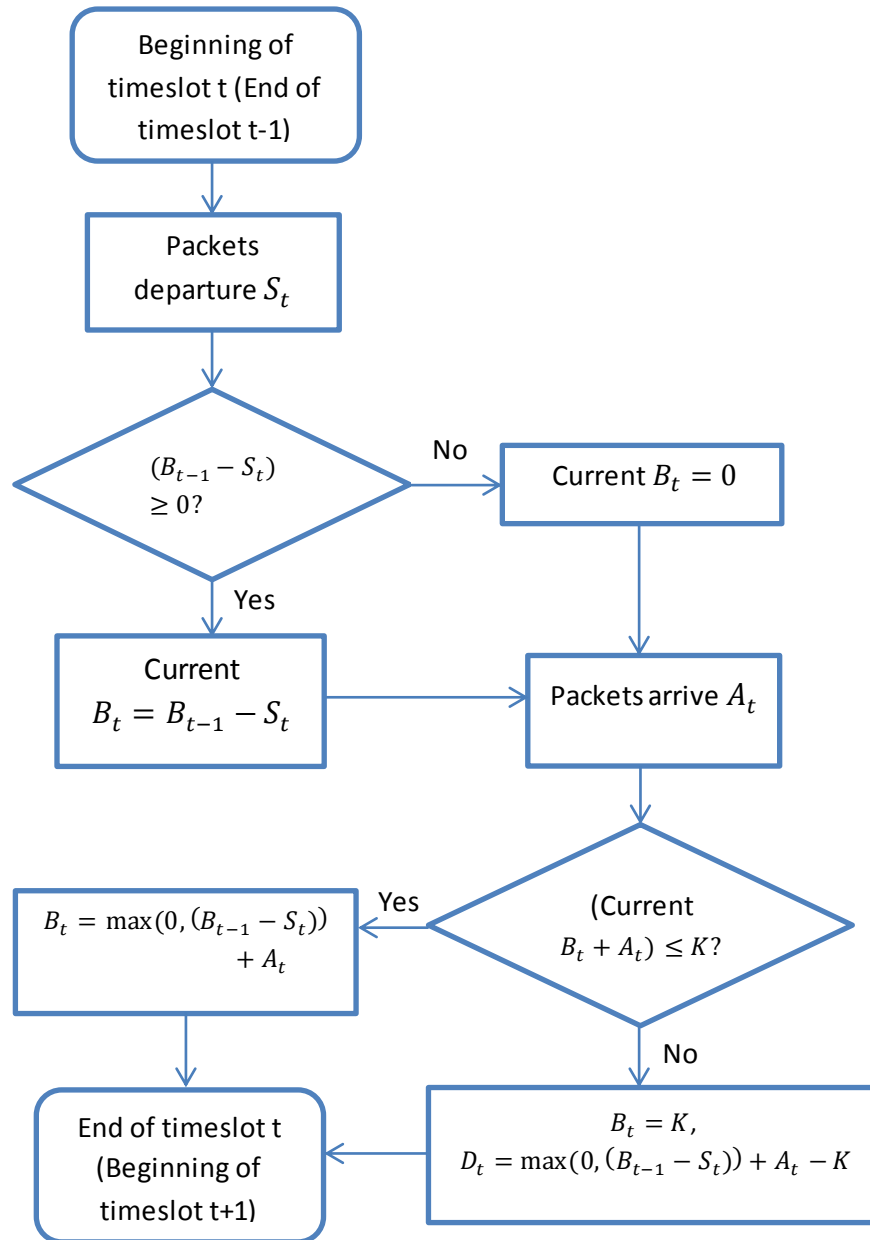 Beginning of
timeslot t (End of
timeslot t-1)
Packets
departure $S_t$
$(B_{t-1} - S_t)$
$\geq 0?$
No
Current $B_t = 0$
Yes
Current
$B_t = B_{t-1} - S_t$
Packets arrive $A_t$
(Current
$B_t + A_t) \leq K?$
Yes
$B_t = \max(0, (B_{t-1} - S_t))$
$+ A_t$
No
$B_t = K,$
$D_t = \max(0, (B_{t-1} - S_t)) + A_t - K$
End of timeslot t
(Beginning of
timeslot t+1)